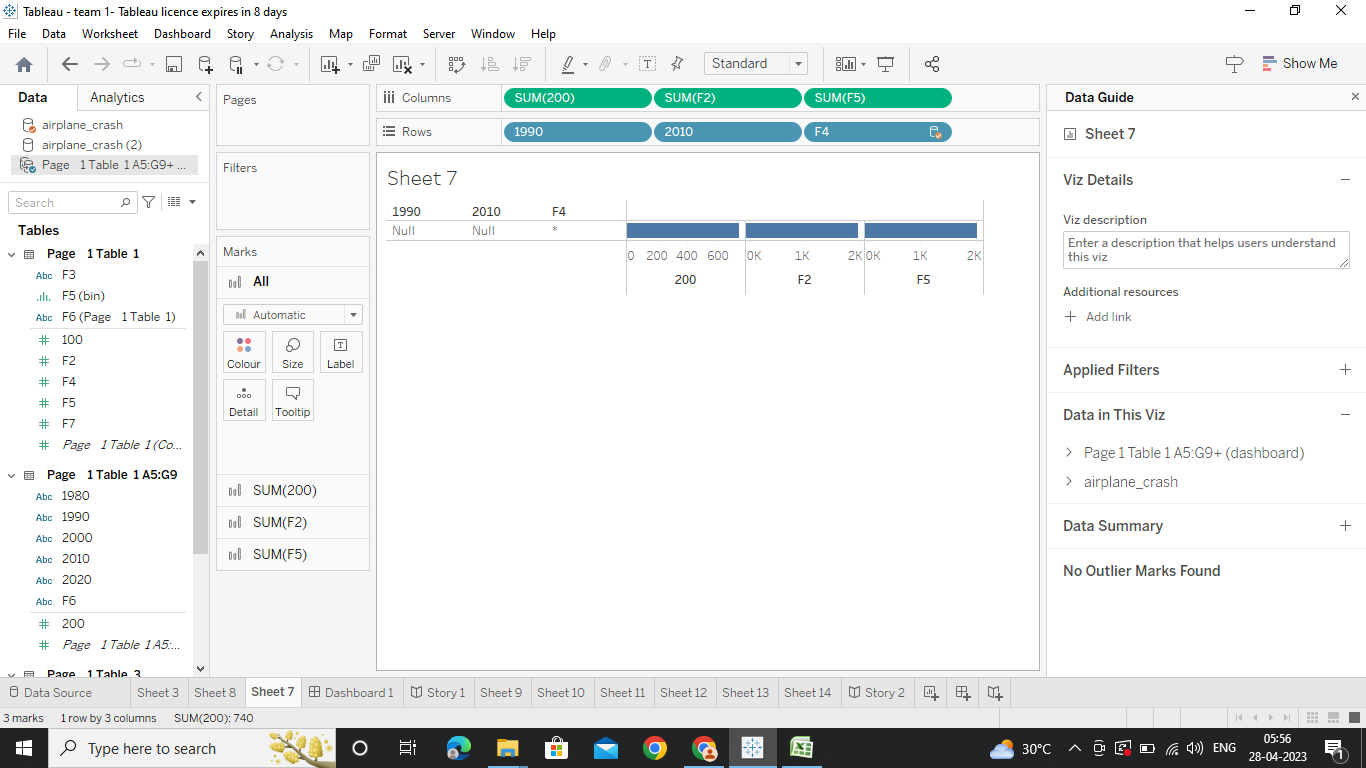 Tableau - team 1- Tableau licence expires in 8 days
File Data Worksheet Dashboard Story Analysis Map Format Server Window Help
Standard
Show Me
Data Analytics
airplane_crash
airplane_crash (2)
Page 1 Table 1 A5:G9+ ...
Search
Tables
Page 1 Table 1
Abc F3
F5 (bin)
Abc F6 (Page 1 Table 1)
# 100
# F2
# F4
# F5
# F7
# Page 1 Table 1 (Co...
Page 1 Table 1 A5:G9
Abc 1980
Abc 1990
Abc 2000
Abc 2010
Abc 2020
Abc F6
# 200
# Page 1 Table 1 A5:...
Page 1 Table 3
Pages
Filters
Marks
All
Automatic
Colour Size Label
Detail Tooltip
SUM(200)
SUM(F2)
SUM(F5)
Columns SUM(200) SUM(F2) SUM(F5)
Rows 1990 2010 F4
Sheet 7
1990 2010 F4
Null Null *
0 200 400 600 0K 1K 2K 0K 1K 2K
200 F2 F5
Data Guide
Sheet 7
Viz Details
Viz description
Enter a description that helps users understand
this viz
Additional resources
Add link
Applied Filters
Data in This Viz
Page 1 Table 1 A5:G9+ (dashboard)
airplane_crash
Data Summary
No Outlier Marks Found
Data Source Sheet 3 Sheet 8 Sheet 7 Dashboard 1 Story 1 Sheet 9 Sheet 10 Sheet 11 Sheet 12 Sheet 13 Sheet 14 Story 2
3 marks 1 row by 3 columns SUM(200): 740
Type here to search
30°C
ENG
05:56
28-04-2023
1